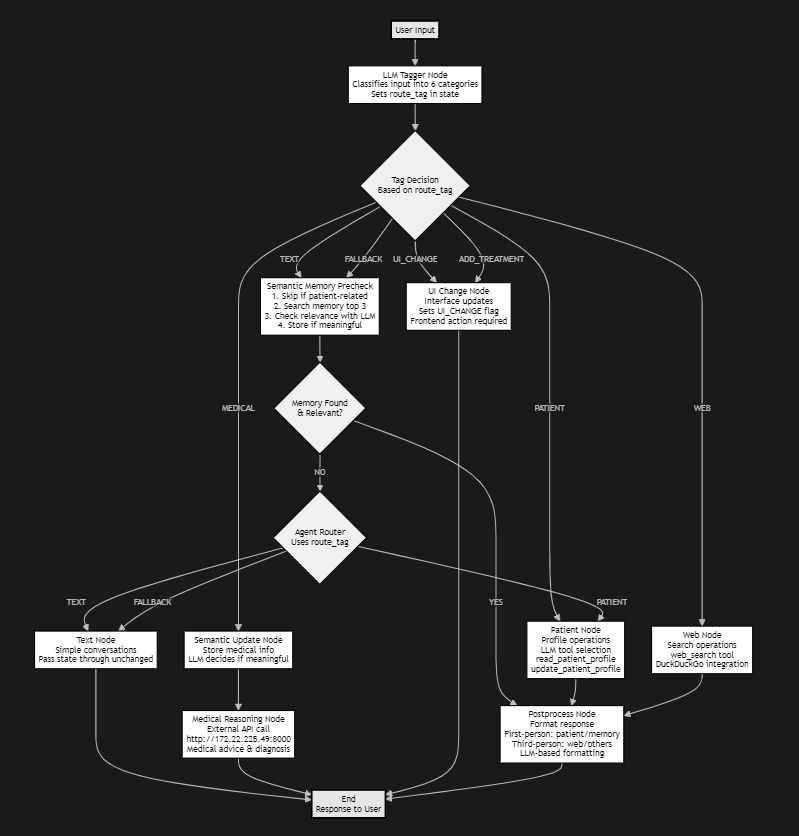 User Input
LLM Tagger Node
Classifies input into 6 categories
Sets route_tag in state
Tag Decision
Based on route_tag
TEXT
FALLBACK
UI_CHANGE
ADD_TREATMENT
Semantic Memory Precheck
1. Skip if patient-related
2. Search memory top 3
3. Check relevance with LLM
4. Store if meaningful
UI Change Node
Interface updates
Sets UI_CHANGE flag
Frontend action required
MEDICAL
Memory Found
& Relevant?
PATIENT
WEB
NO
Agent Router
Uses route_tag
TEXT
FALLBACK
YES
PATIENT
Text Node
Simple conversations
Pass state through unchanged
Semantic Update Node
Store medical info
LLM decides if meaningful
Patient Node
Profile operations
LLM tool selection
read_patient_profile
update_patient_profile
Web Node
Search operations
web_search tool
DuckDuckGo integration
Medical Reasoning Node
External API call
http://172.22.225.49:8000
Medical advice & diagnosis
Postprocess Node
Format response
First-person: patient/memory
Third-person: web/others
LLM-based formatting
End
Response to User